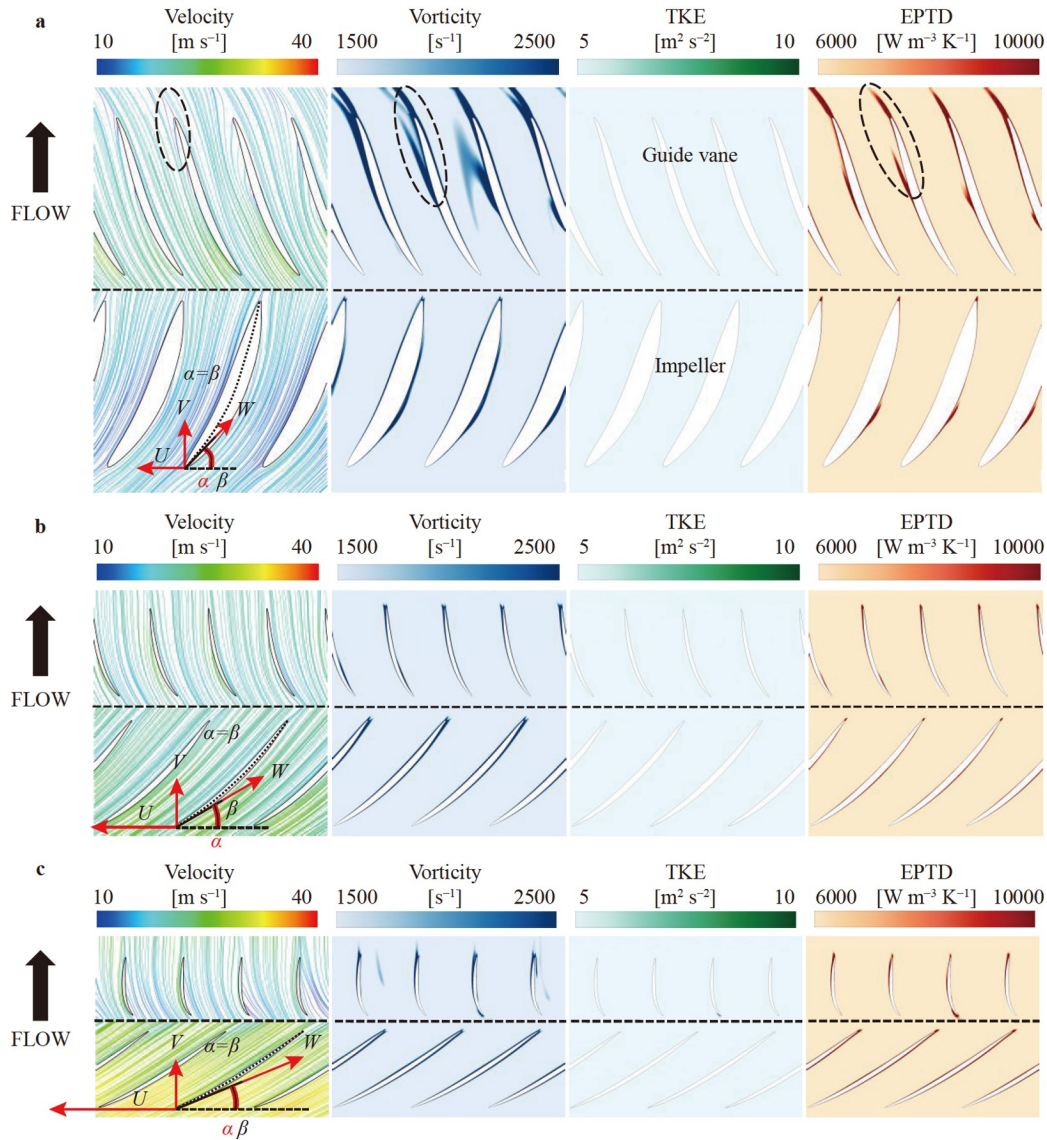 a
Velocity Vorticity TKE EPTD
10 [m s⁻¹] 40 1500 [s⁻¹] 2500 5 [m² s⁻²] 10 6000 [W m⁻³ K⁻¹] 10000
Guide vane
FLOW
Impeller
α=β
V W
U
α β
b
Velocity Vorticity TKE EPTD
10 [m s⁻¹] 40 1500 [s⁻¹] 2500 5 [m² s⁻²] 10 6000 [W m⁻³ K⁻¹] 10000
FLOW
α=β
V W
U β
α
c
Velocity Vorticity TKE EPTD
10 [m s⁻¹] 40 1500 [s⁻¹] 2500 5 [m² s⁻²] 10 6000 [W m⁻³ K⁻¹] 10000
FLOW
V α=β W
U
α β